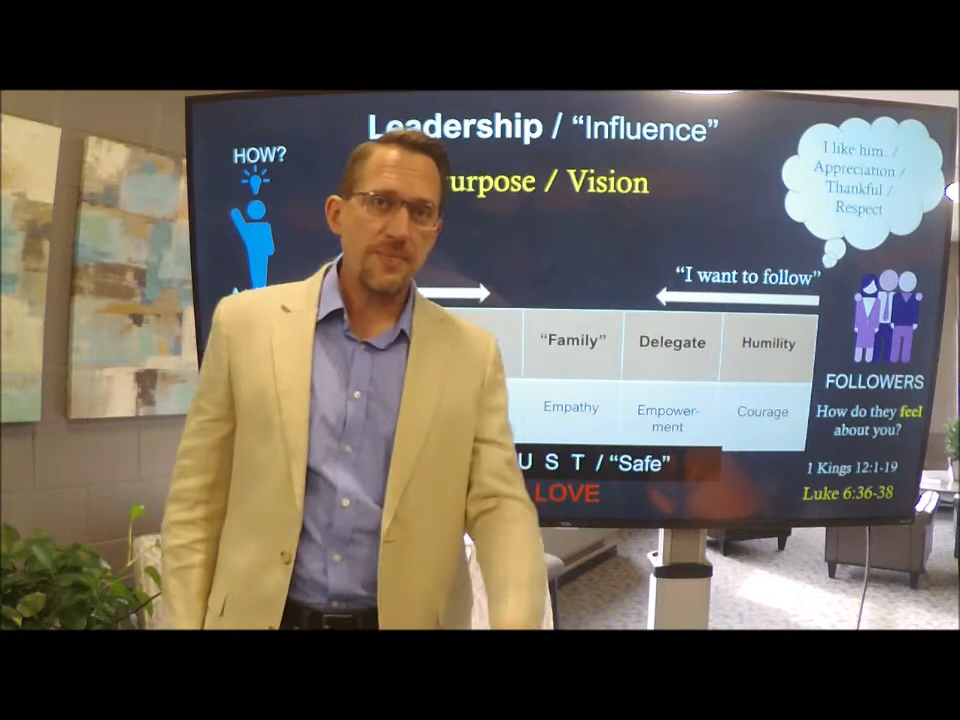 Leadership / “Influence”
HOW?
urpose / Vision
I like him. /
Appreciation /
Thankful /
Respect
“I want to follow”
“Family”
Delegate
Humility
Empathy
Empower-
ment
Courage
FOLLOWERS
How do they feel
about you?
U S T / “Safe”
LOVE
1 Kings 12:1-19
Luke 6:36-38